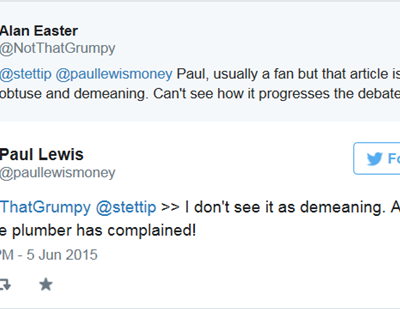 Alan Easter
@NotThatGrumpy
@stettip @paullewismoney Paul, usually a fan but that article is
obtuse and demeaning. Can't see how it progresses the debate
Paul Lewis
@paullewismoney
Fo
ThatGrumpy @stettip >> I don't see it as demeaning. A
e plumber has complained!
PM - 5 Jun 2015